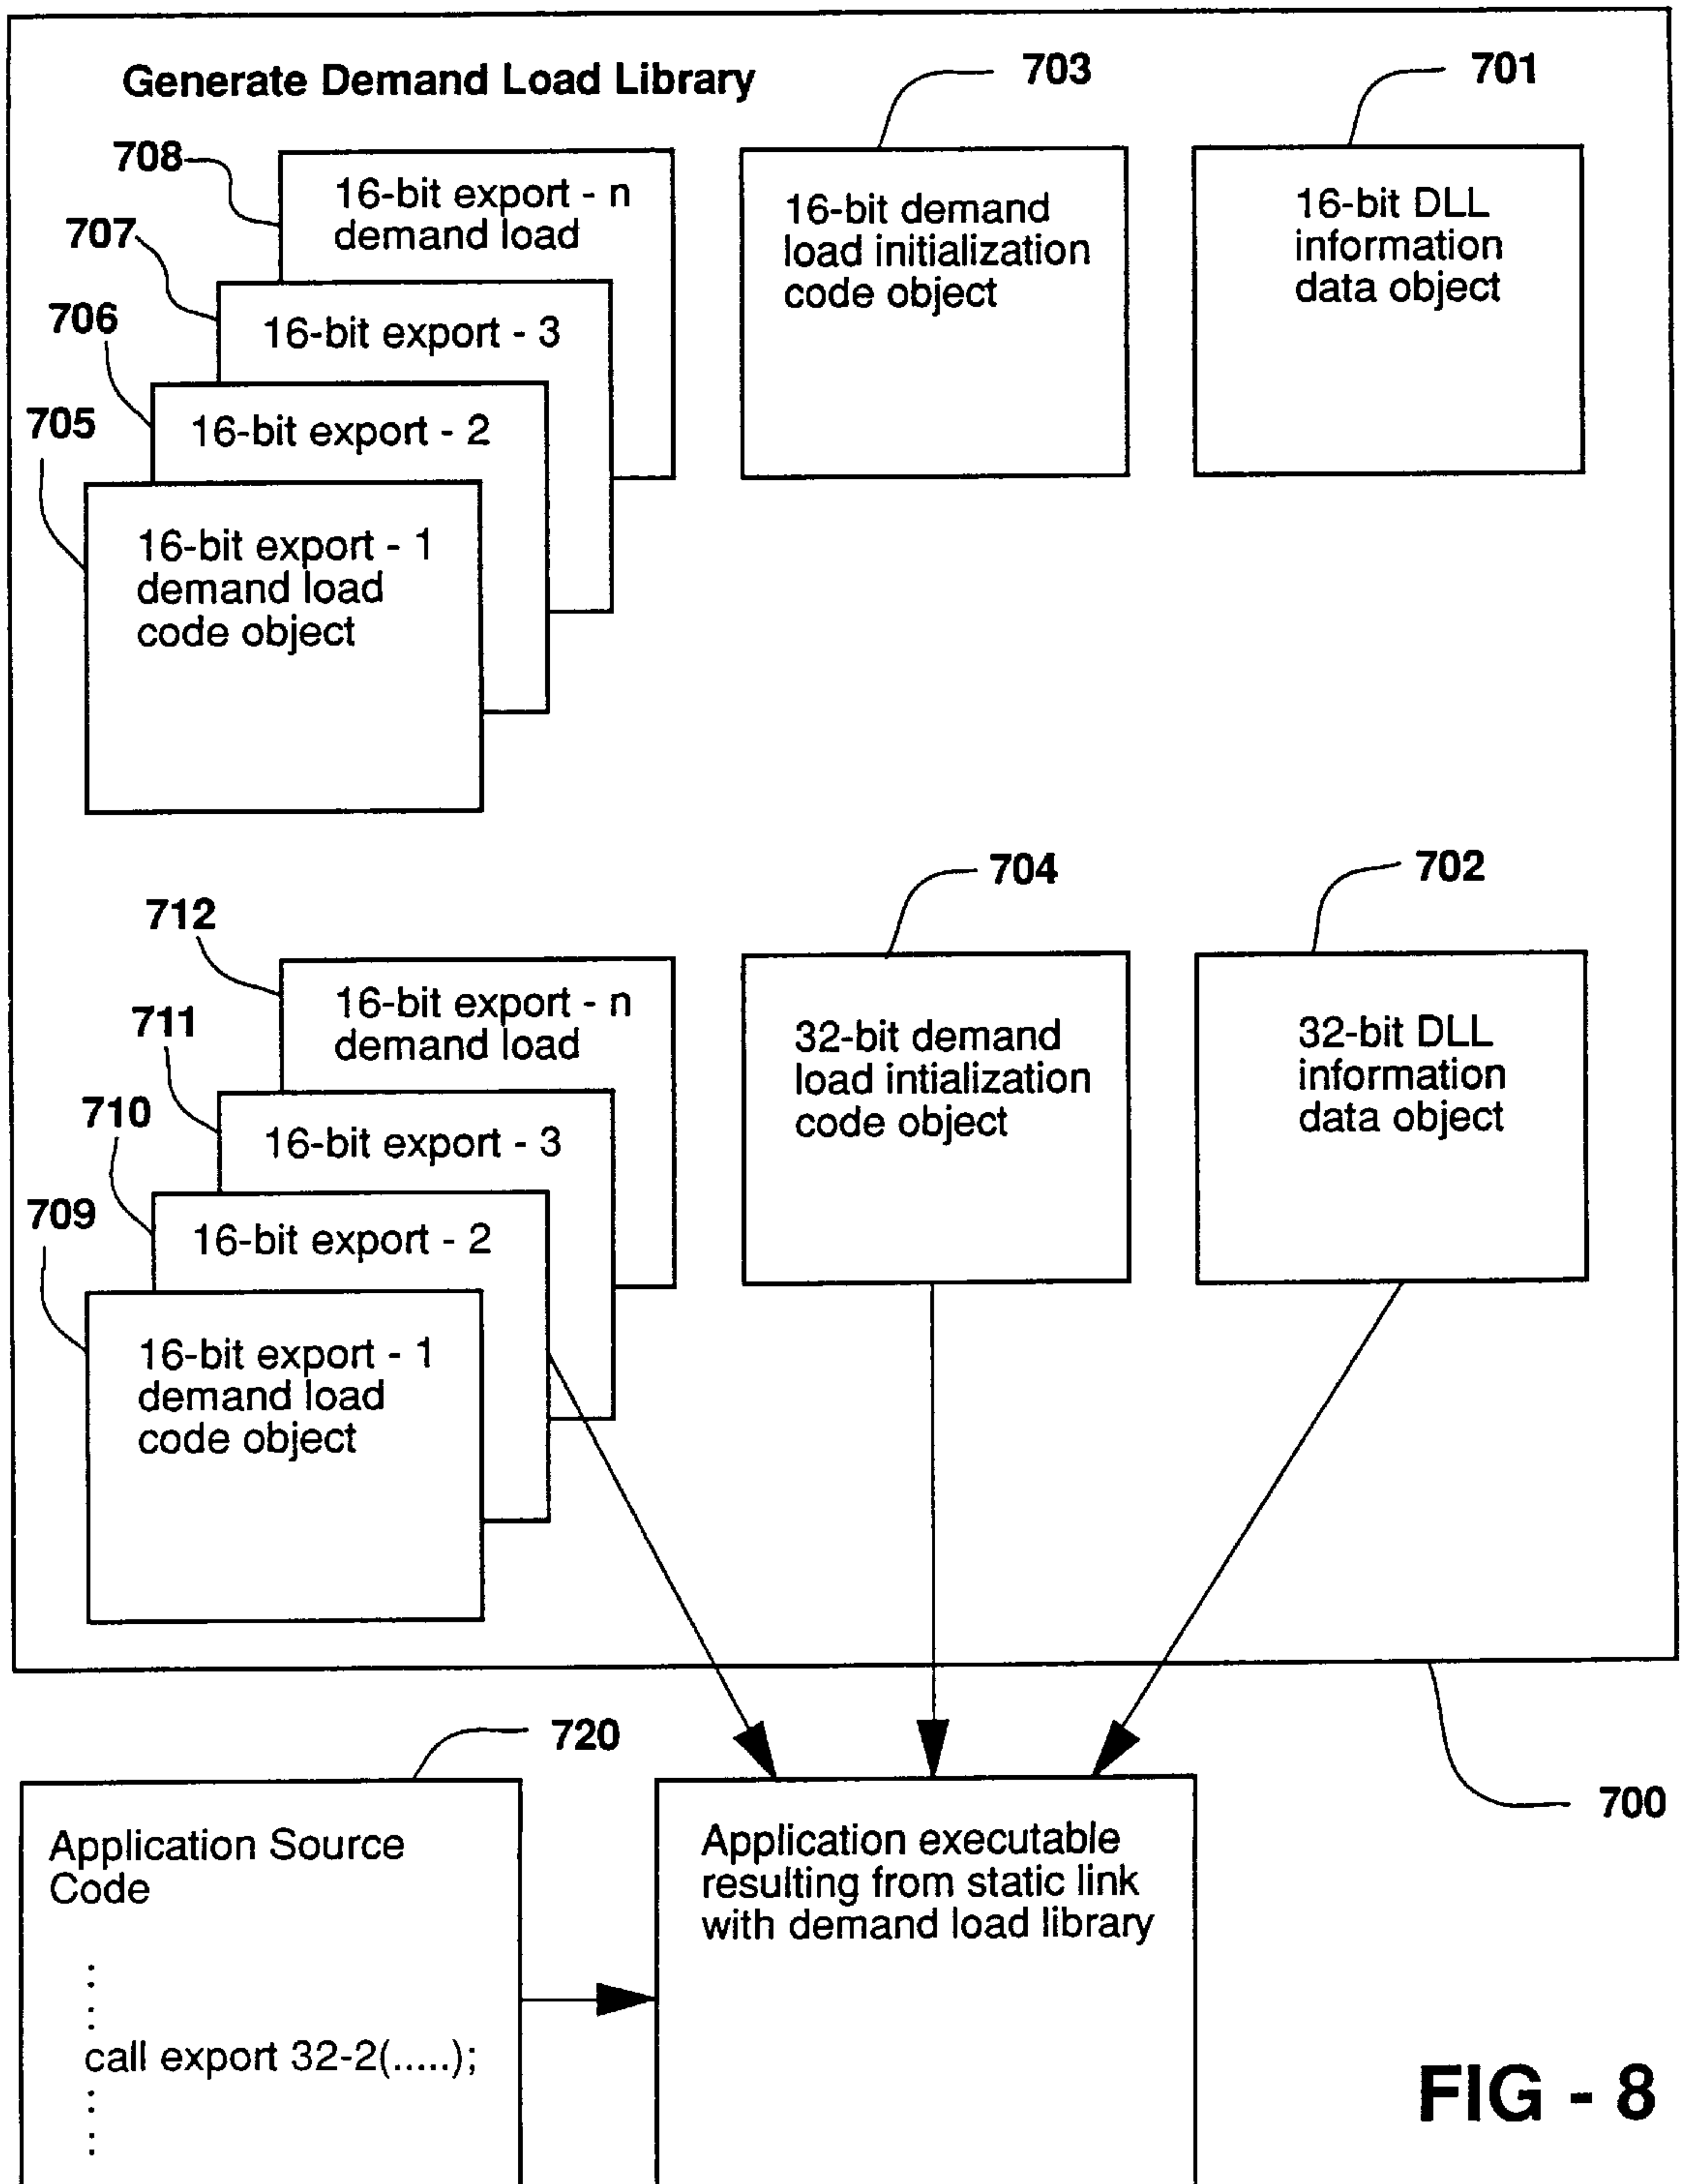 Generate Demand Load Library
703
701
708
16-bit export - n
demand load
16-bit demand
load initialization
code object
16-bit DLL
information
data object
707
16-bit export - 3
706
16-bit export - 2
705
16-bit export - 1
demand load
code object
704
702
712
16-bit export - n
demand load
32-bit demand
load intialization
code object
32-bit DLL
information
data object
711
16-bit export - 3
710
16-bit export - 2
709
16-bit export - 1
demand load
code object
720
700
Application Source
Code
:
:
call export 32-2(.....);
:
:
Application executable
resulting from static link
with demand load library
FIG - 8